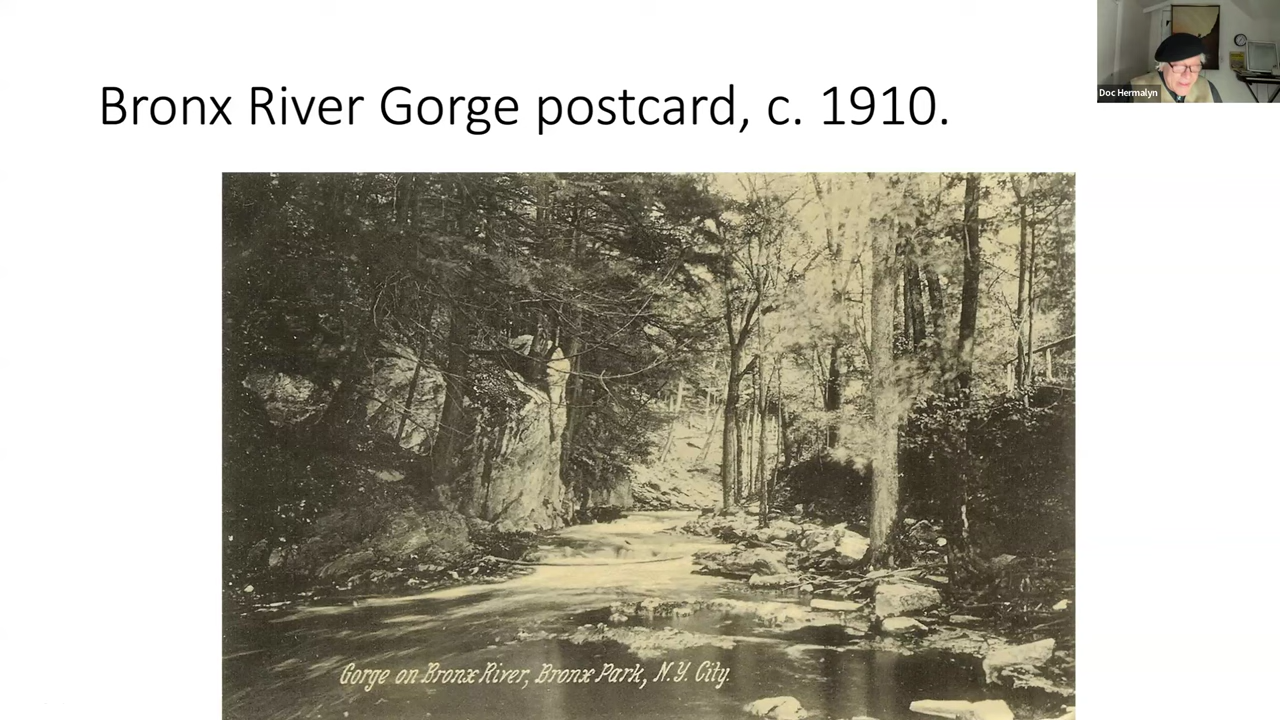 Bronx River Gorge postcard, c. 1910.
Doc Hermalyn
Gorge on Bronx River, Bronx Park, N.Y. City.